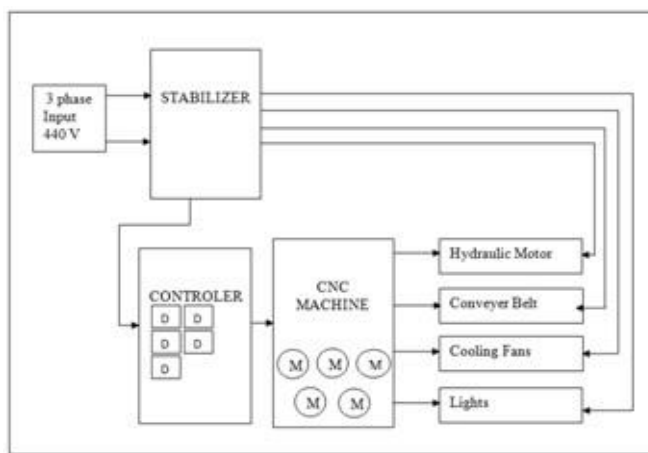 3 phase
Input
440 V
STABILIZER
CONTROLER
D D
D D
D
CNC
MACHINE
M M M
M M
Hydraulic Motor
Conveyer Belt
Cooling Fans
Lights